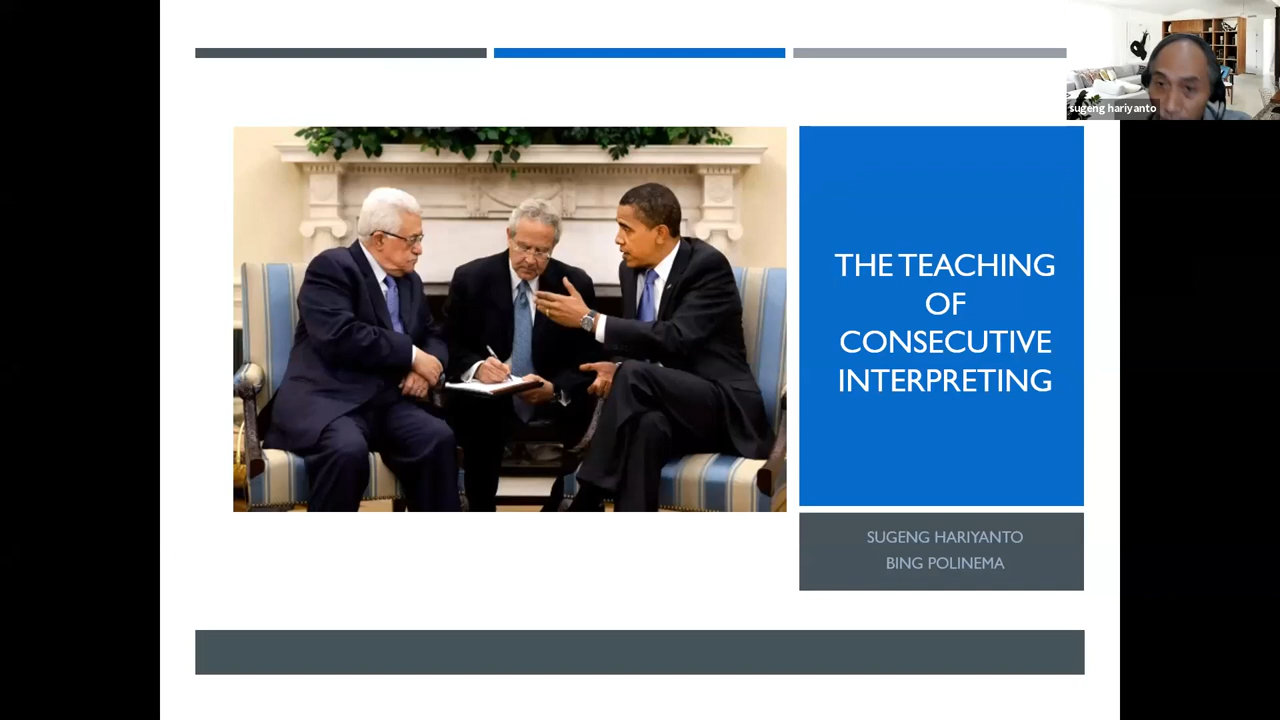 sugeng hariyanto
THE TEACHING
OF
CONSECUTIVE
INTERPRETING
SUGENG HARIYANTO
BING POLINEMA